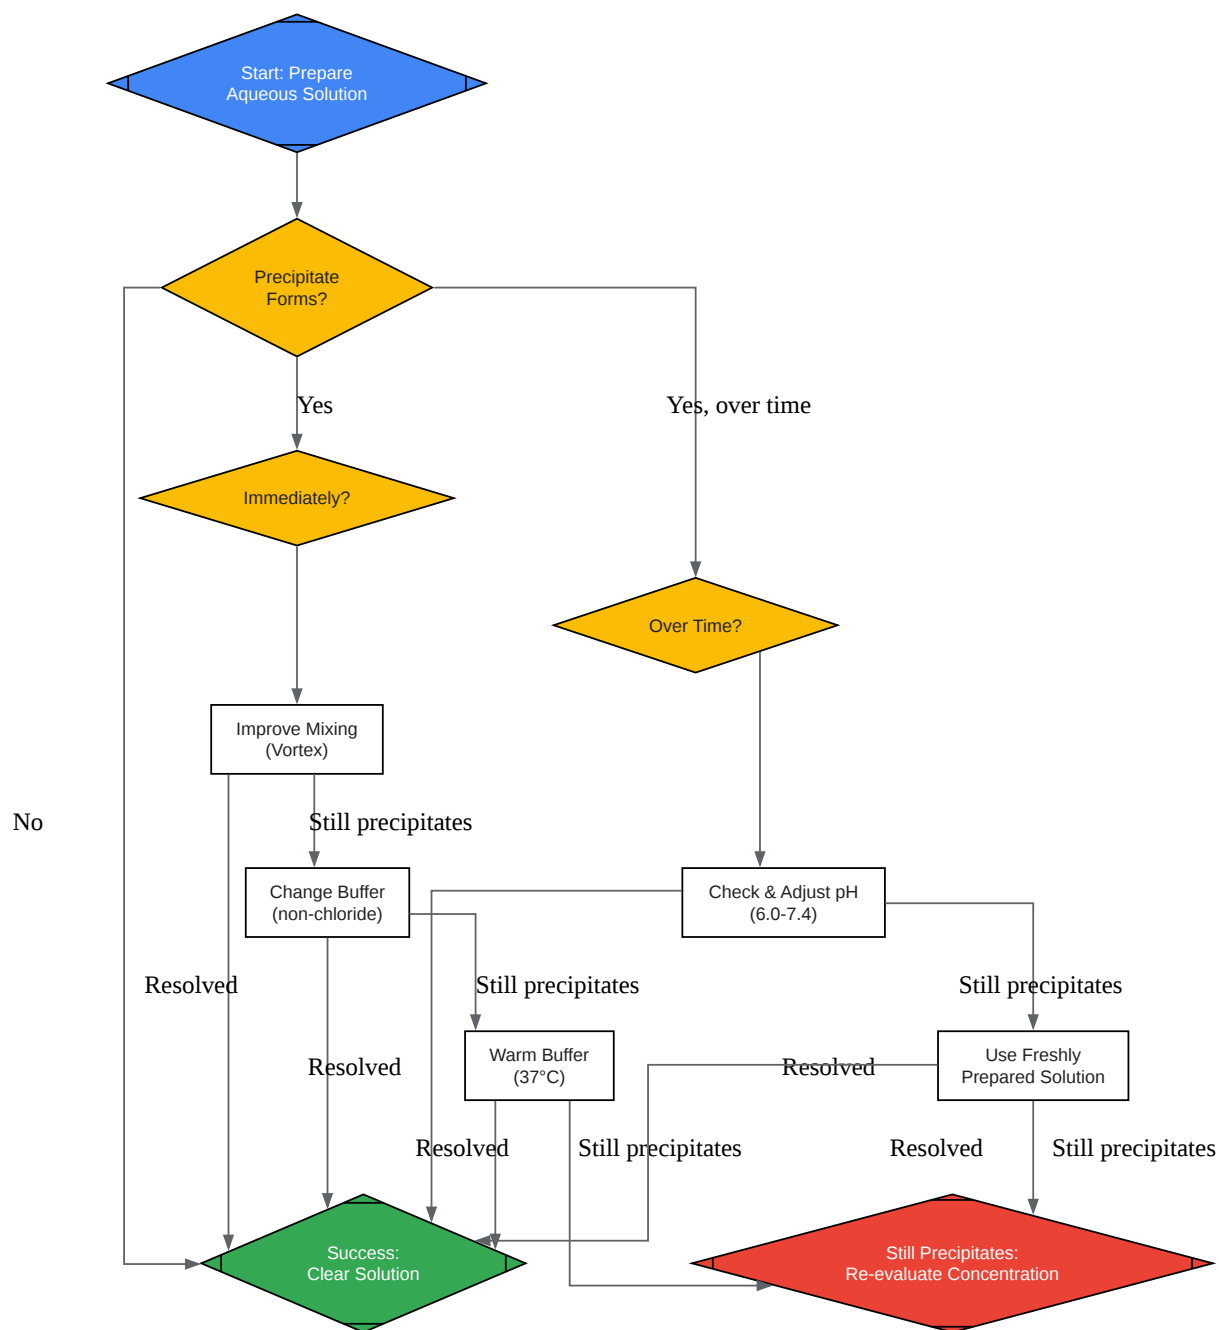 Start: Prepare
Aqueous Solution
Precipitate
Forms?
Yes
Yes, over time
Immediately?
Over Time?
Improve Mixing
(Vortex)
No
Still precipitates
Change Buffer
(non-chloride)
Check & Adjust pH
(6.0-7.4)
Resolved
Still precipitates
Still precipitates
Resolved
Warm Buffer
(37°C)
Resolved
Use Freshly
Prepared Solution
Resolved
Still precipitates
Resolved
Still precipitates
Success:
Clear Solution
Still Precipitates:
Re-evaluate Concentration